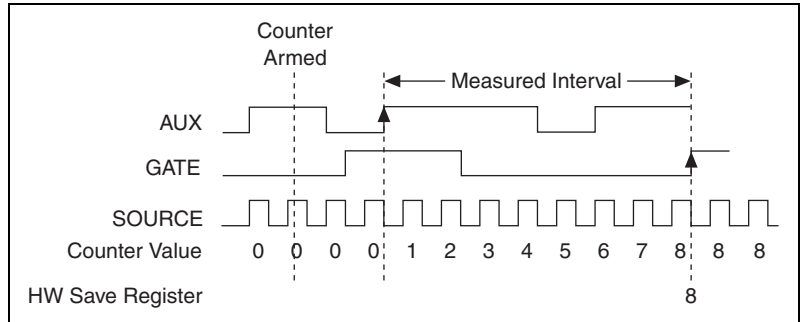 Counter
Armed
Measured Interval
AUX
GATE
SOURCE
Counter Value 0 0 0 0 1 2 3 4 5 6 7 8 8 8
HW Save Register 8